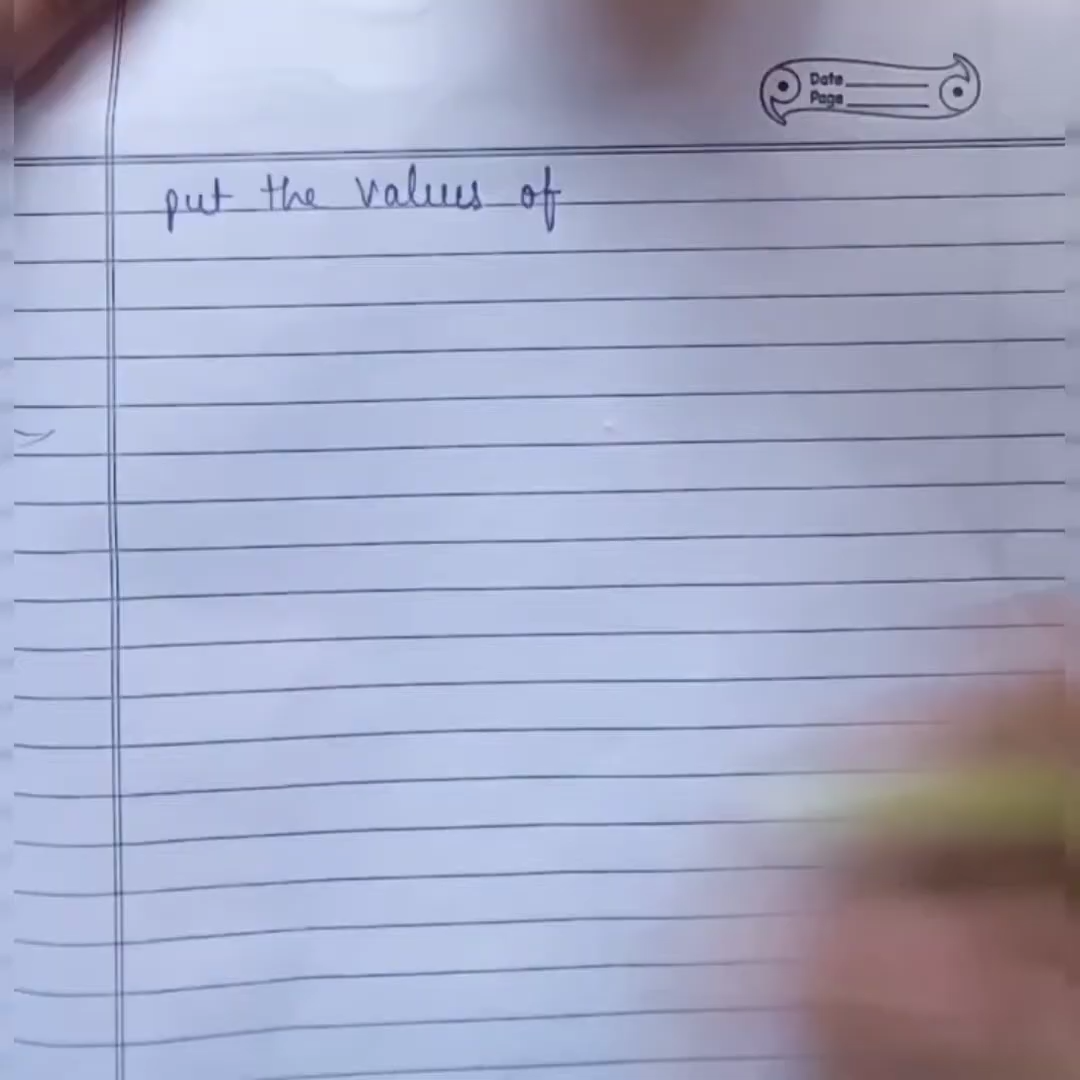 Date
Page
put the values of